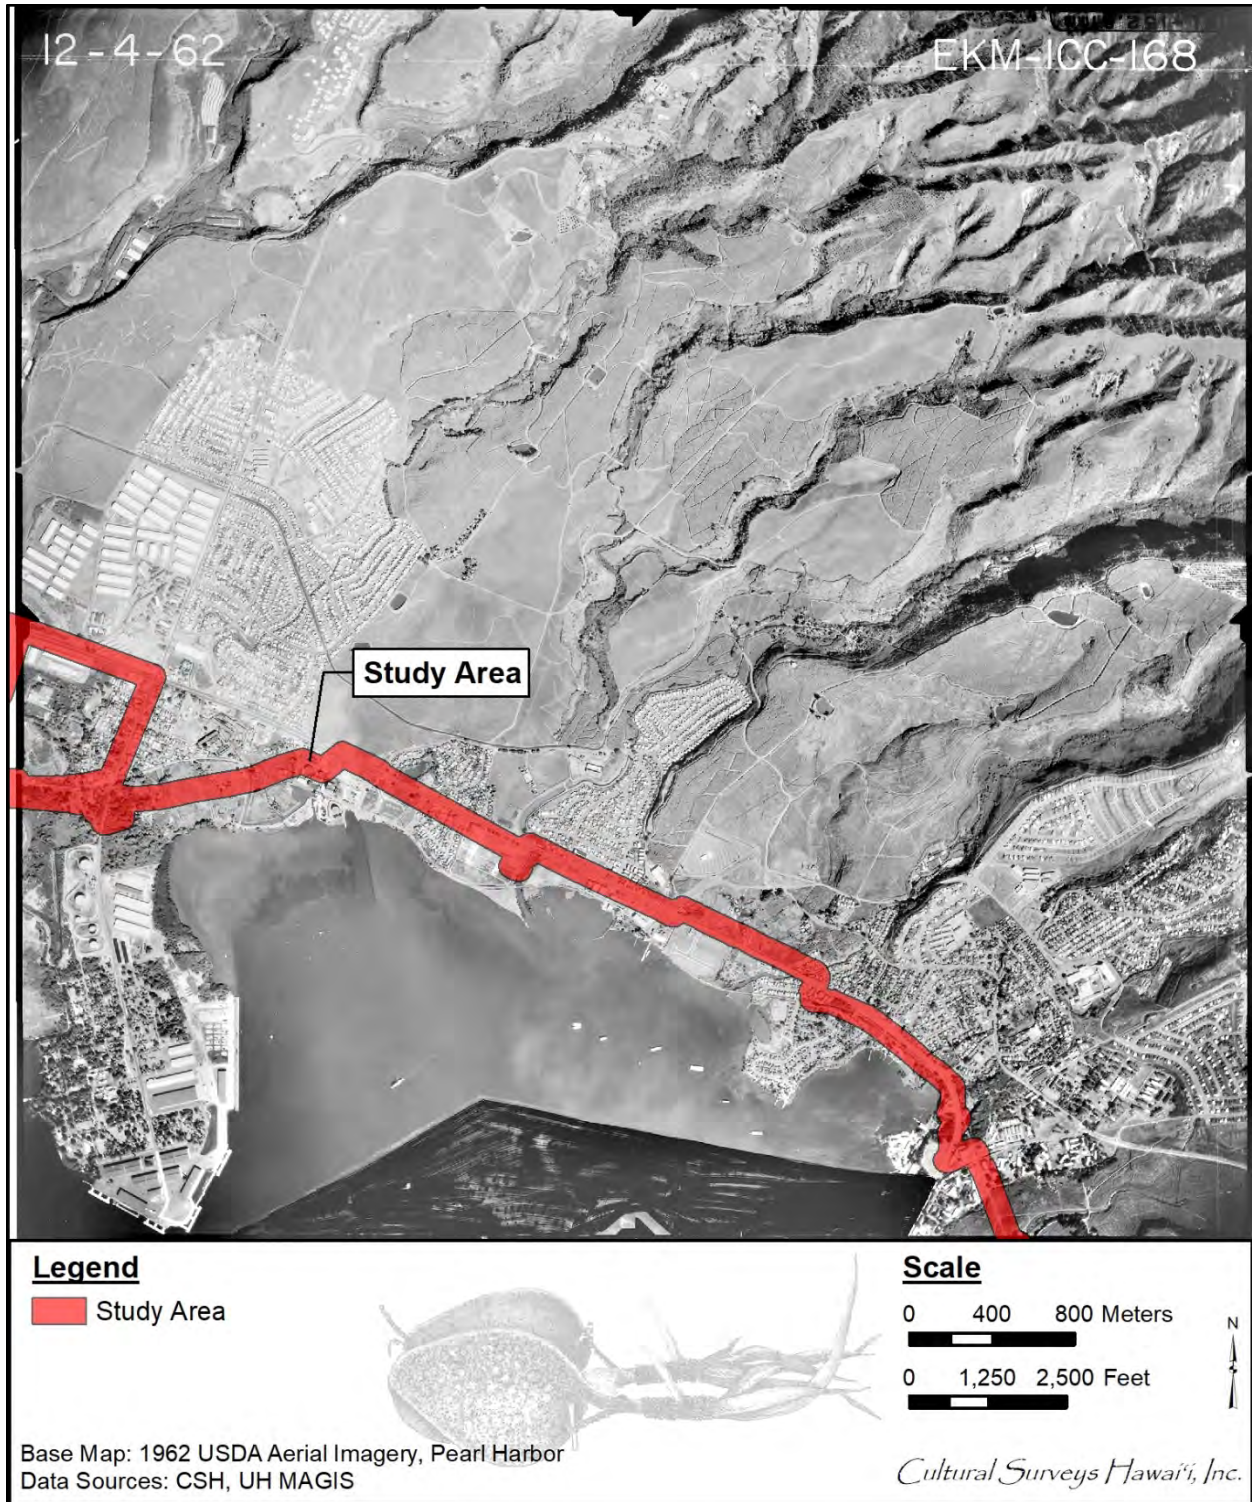 12-4-62
EKM-1CC-168
Study Area
Legend
Study Area
Scale
0 400 800 Meters
N
0 1,250 2,500 Feet
Base Map: 1962 USDA Aerial Imagery, Pearl Harbor
Data Sources: CSH, UH MAGIS
Cultural Surveys Hawaiʻi, Inc.